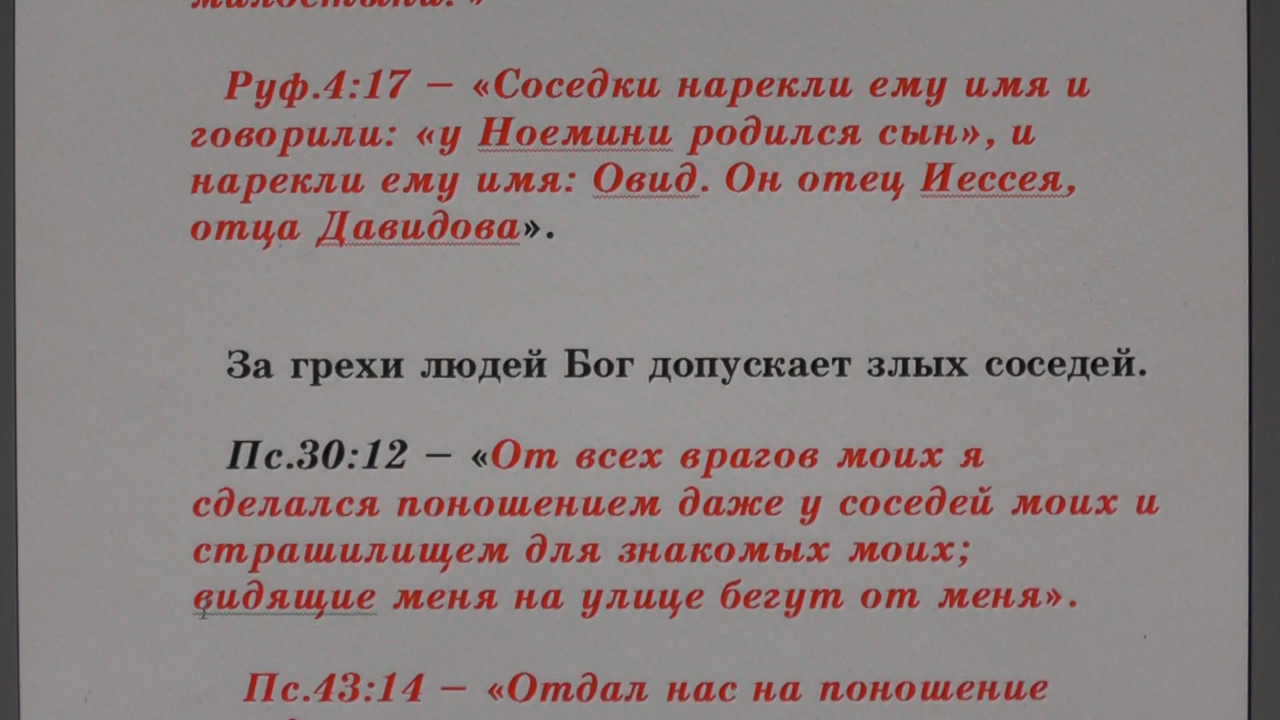 милостыни. »
Руф.4:17 – «Соседки нарекли ему имя и
говорили: «у Ноемини родился сын», и
нарекли ему имя: Овид. Он отец Иессея,
отца Давидова».
За грехи людей Бог допускает злых соседей.
Пс.30:12 – «От всех врагов моих я
сделался поношением даже у соседей моих и
страшилищем для знакомых моих;
видящие меня на улице бегут от меня».
Пс.43:14 – «Отдал нас на поношение